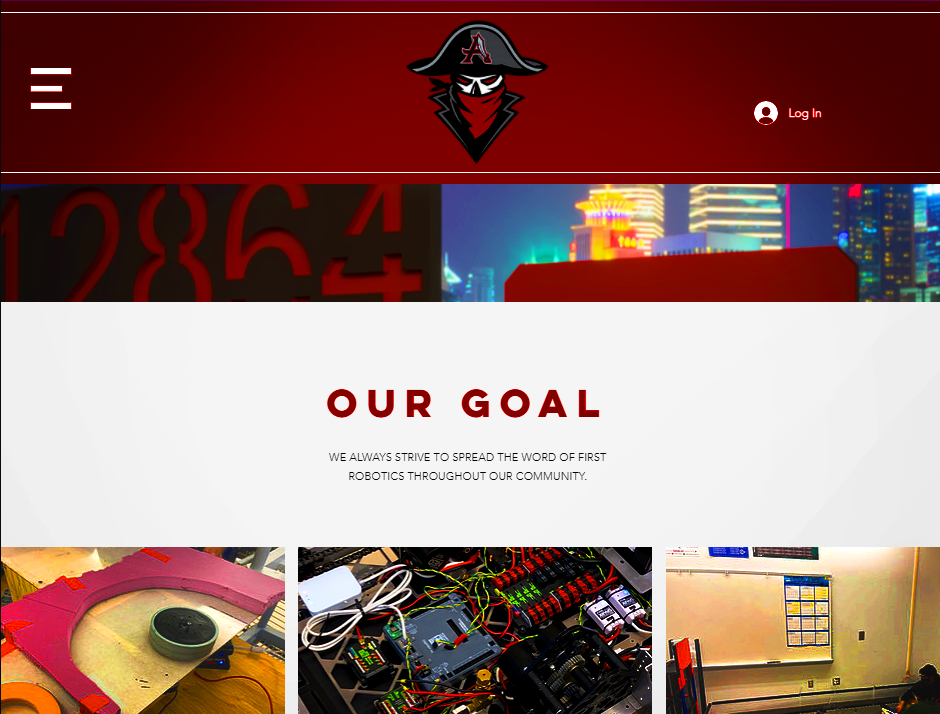 A
Log In
12864
OUR GOAL
WE ALWAYS STRIVE TO SPREAD THE WORD OF FIRST
ROBOTICS THROUGHOUT OUR COMMUNITY.